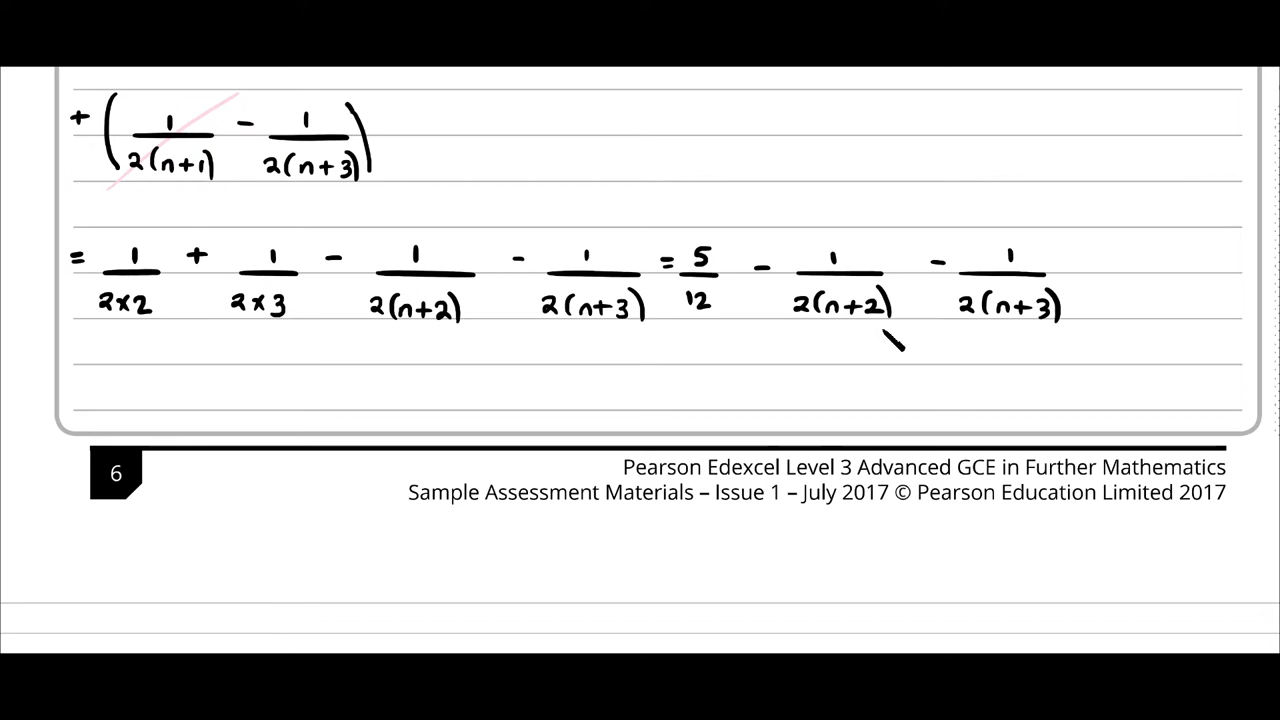 + (1/2(n+1) - 1/2(n+3))
= 1/2×2 + 1/2×3 - 1/2(n+2) - 1/2(n+3) = 5/12 - 1/2(n+2) - 1/2(n+3)
6
Pearson Edexcel Level 3 Advanced GCE in Further Mathematics
Sample Assessment Materials – Issue 1 – July 2017 © Pearson Education Limited 2017